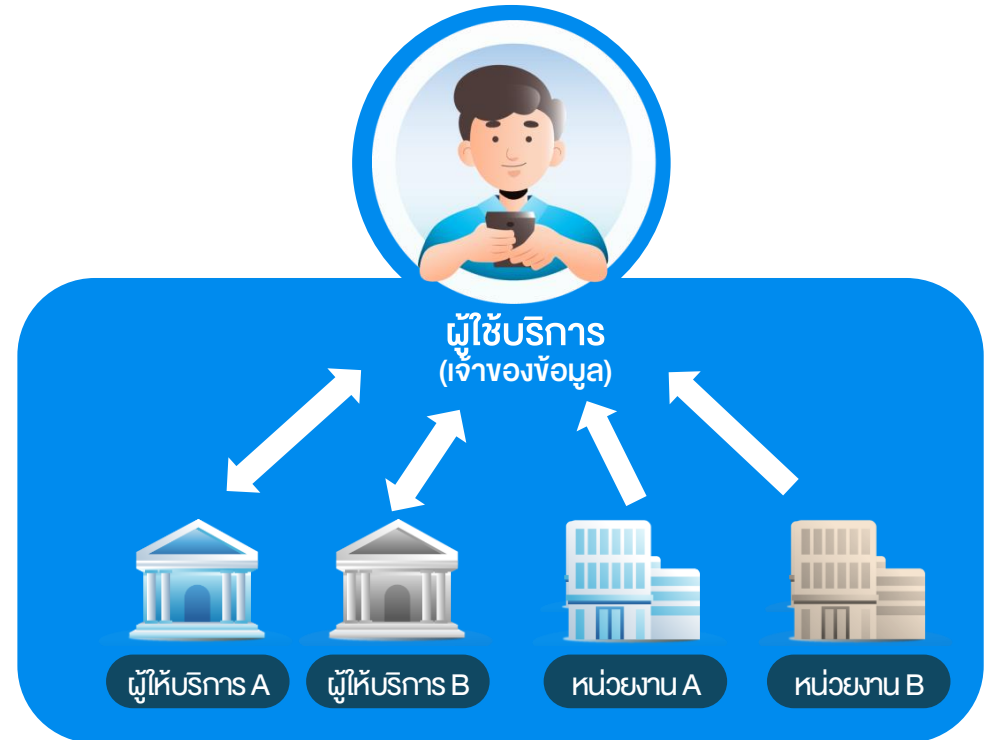 ผู้ใช้บริการ
(เจ้าของข้อมูล)
ผู้ให้บริการ A
ผู้ให้บริการ B
หน่วยงาน A
หน่วยงาน B